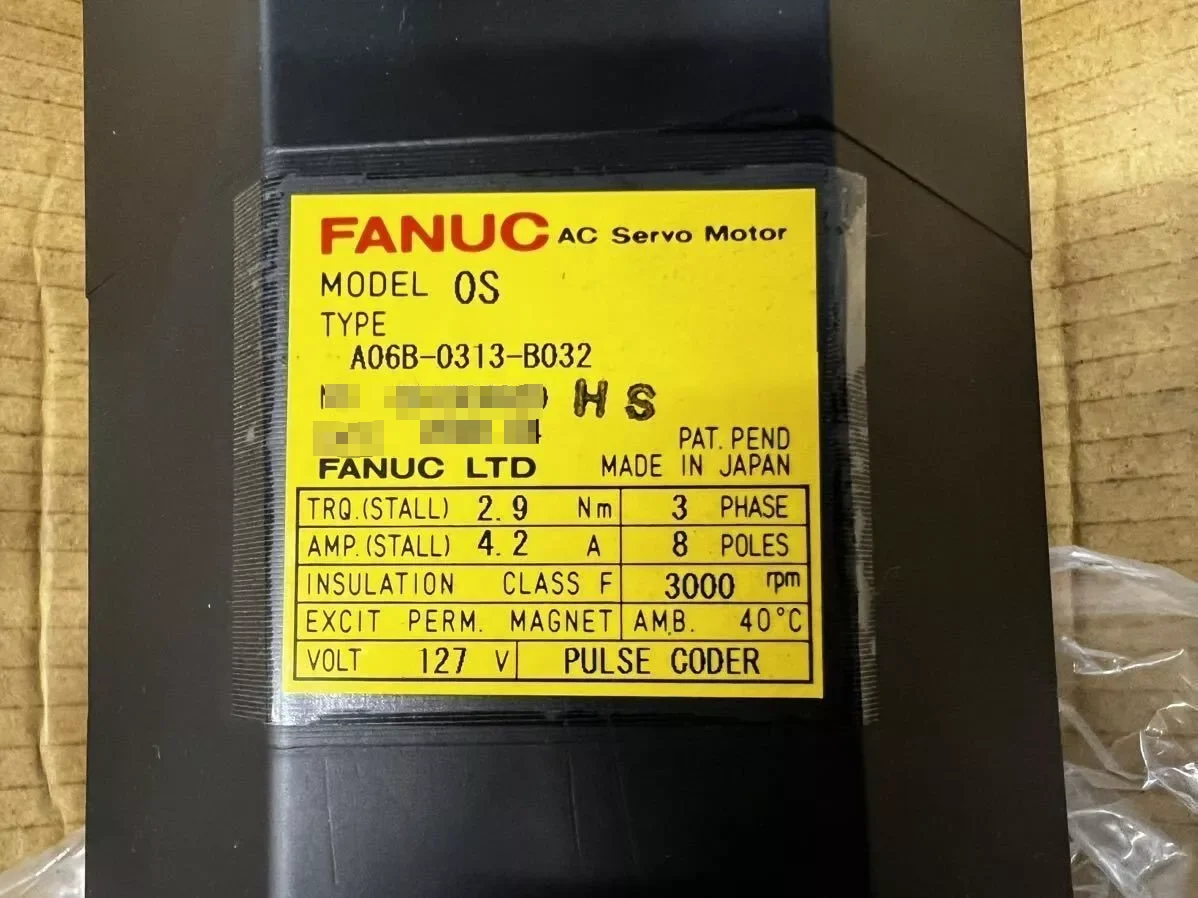 FANUC AC Servo Motor
MODEL 0S
TYPE
A06B-0313-B032
HS
PAT. PEND
FANUC LTD MADE IN JAPAN
TRQ.(STALL) 2.9 Nm 3 PHASE
AMP.(STALL) 4.2 A 8 POLES
INSULATION CLASS F 3000 rpm
EXCIT PERM. MAGNET AMB. 40°C
VOLT 127 V PULSE CODER